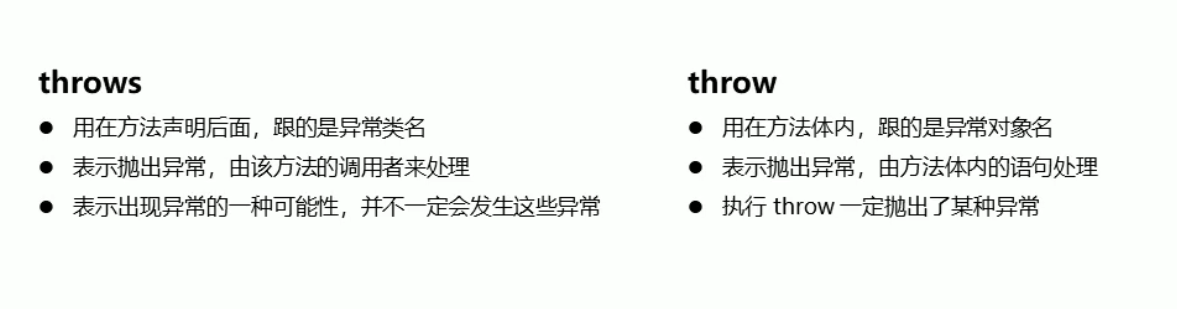 throws
● 用在方法声明后面，跟的是异常类名
● 表示抛出异常，由该方法的调用者来处理
● 表示出现异常的一种可能性，并不一定会发生这些异常
throw
● 用在方法体内，跟的是异常对象名
● 表示抛出异常，由方法体内的语句处理
● 执行 throw 一定抛出了某种异常